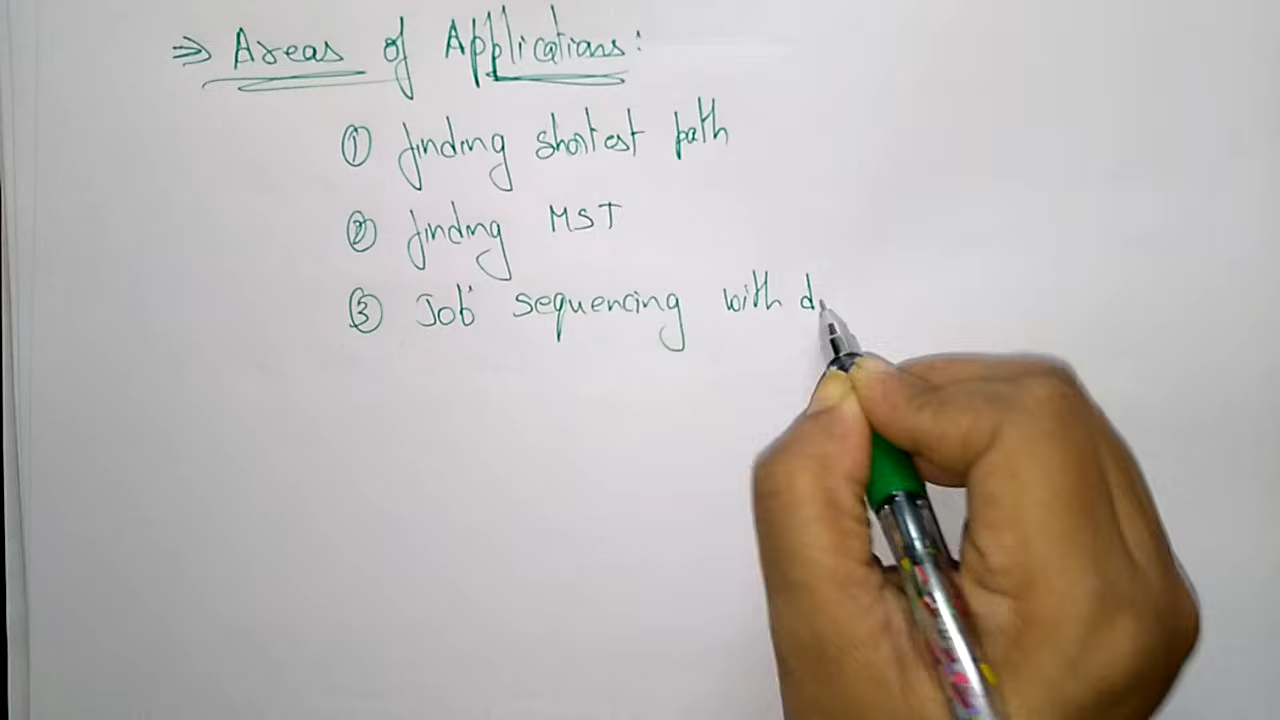 ⇒ Areas of Applications:
① finding shortest path
② finding MST
③ Job sequencing with d